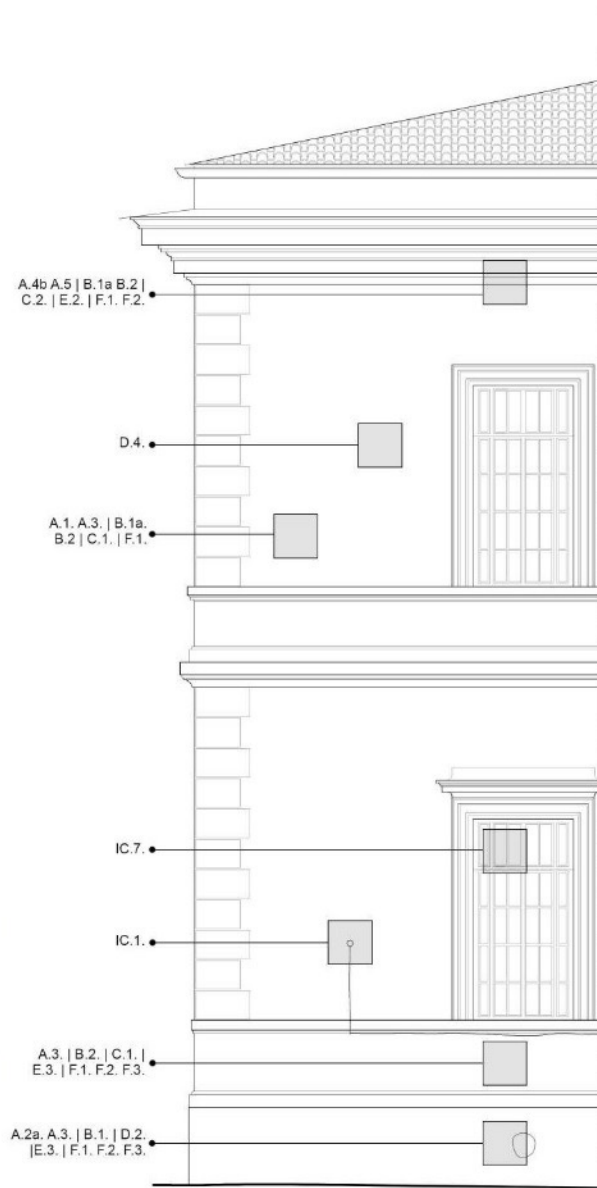 A.4b A.5 | B.1a B.2 |
C.2. | E.2. | F.1. F.2.
D.4.
A.1. A.3. | B.1a.
B.2 | C.1. | F.1.
IC.7.
IC.1.
A.3. | B.2. | C.1. |
E.3. | F.1. F.2. F.3.
A.2a. A.3. | B.1. | D.2.
|E.3. | F.1. F.2. F.3.